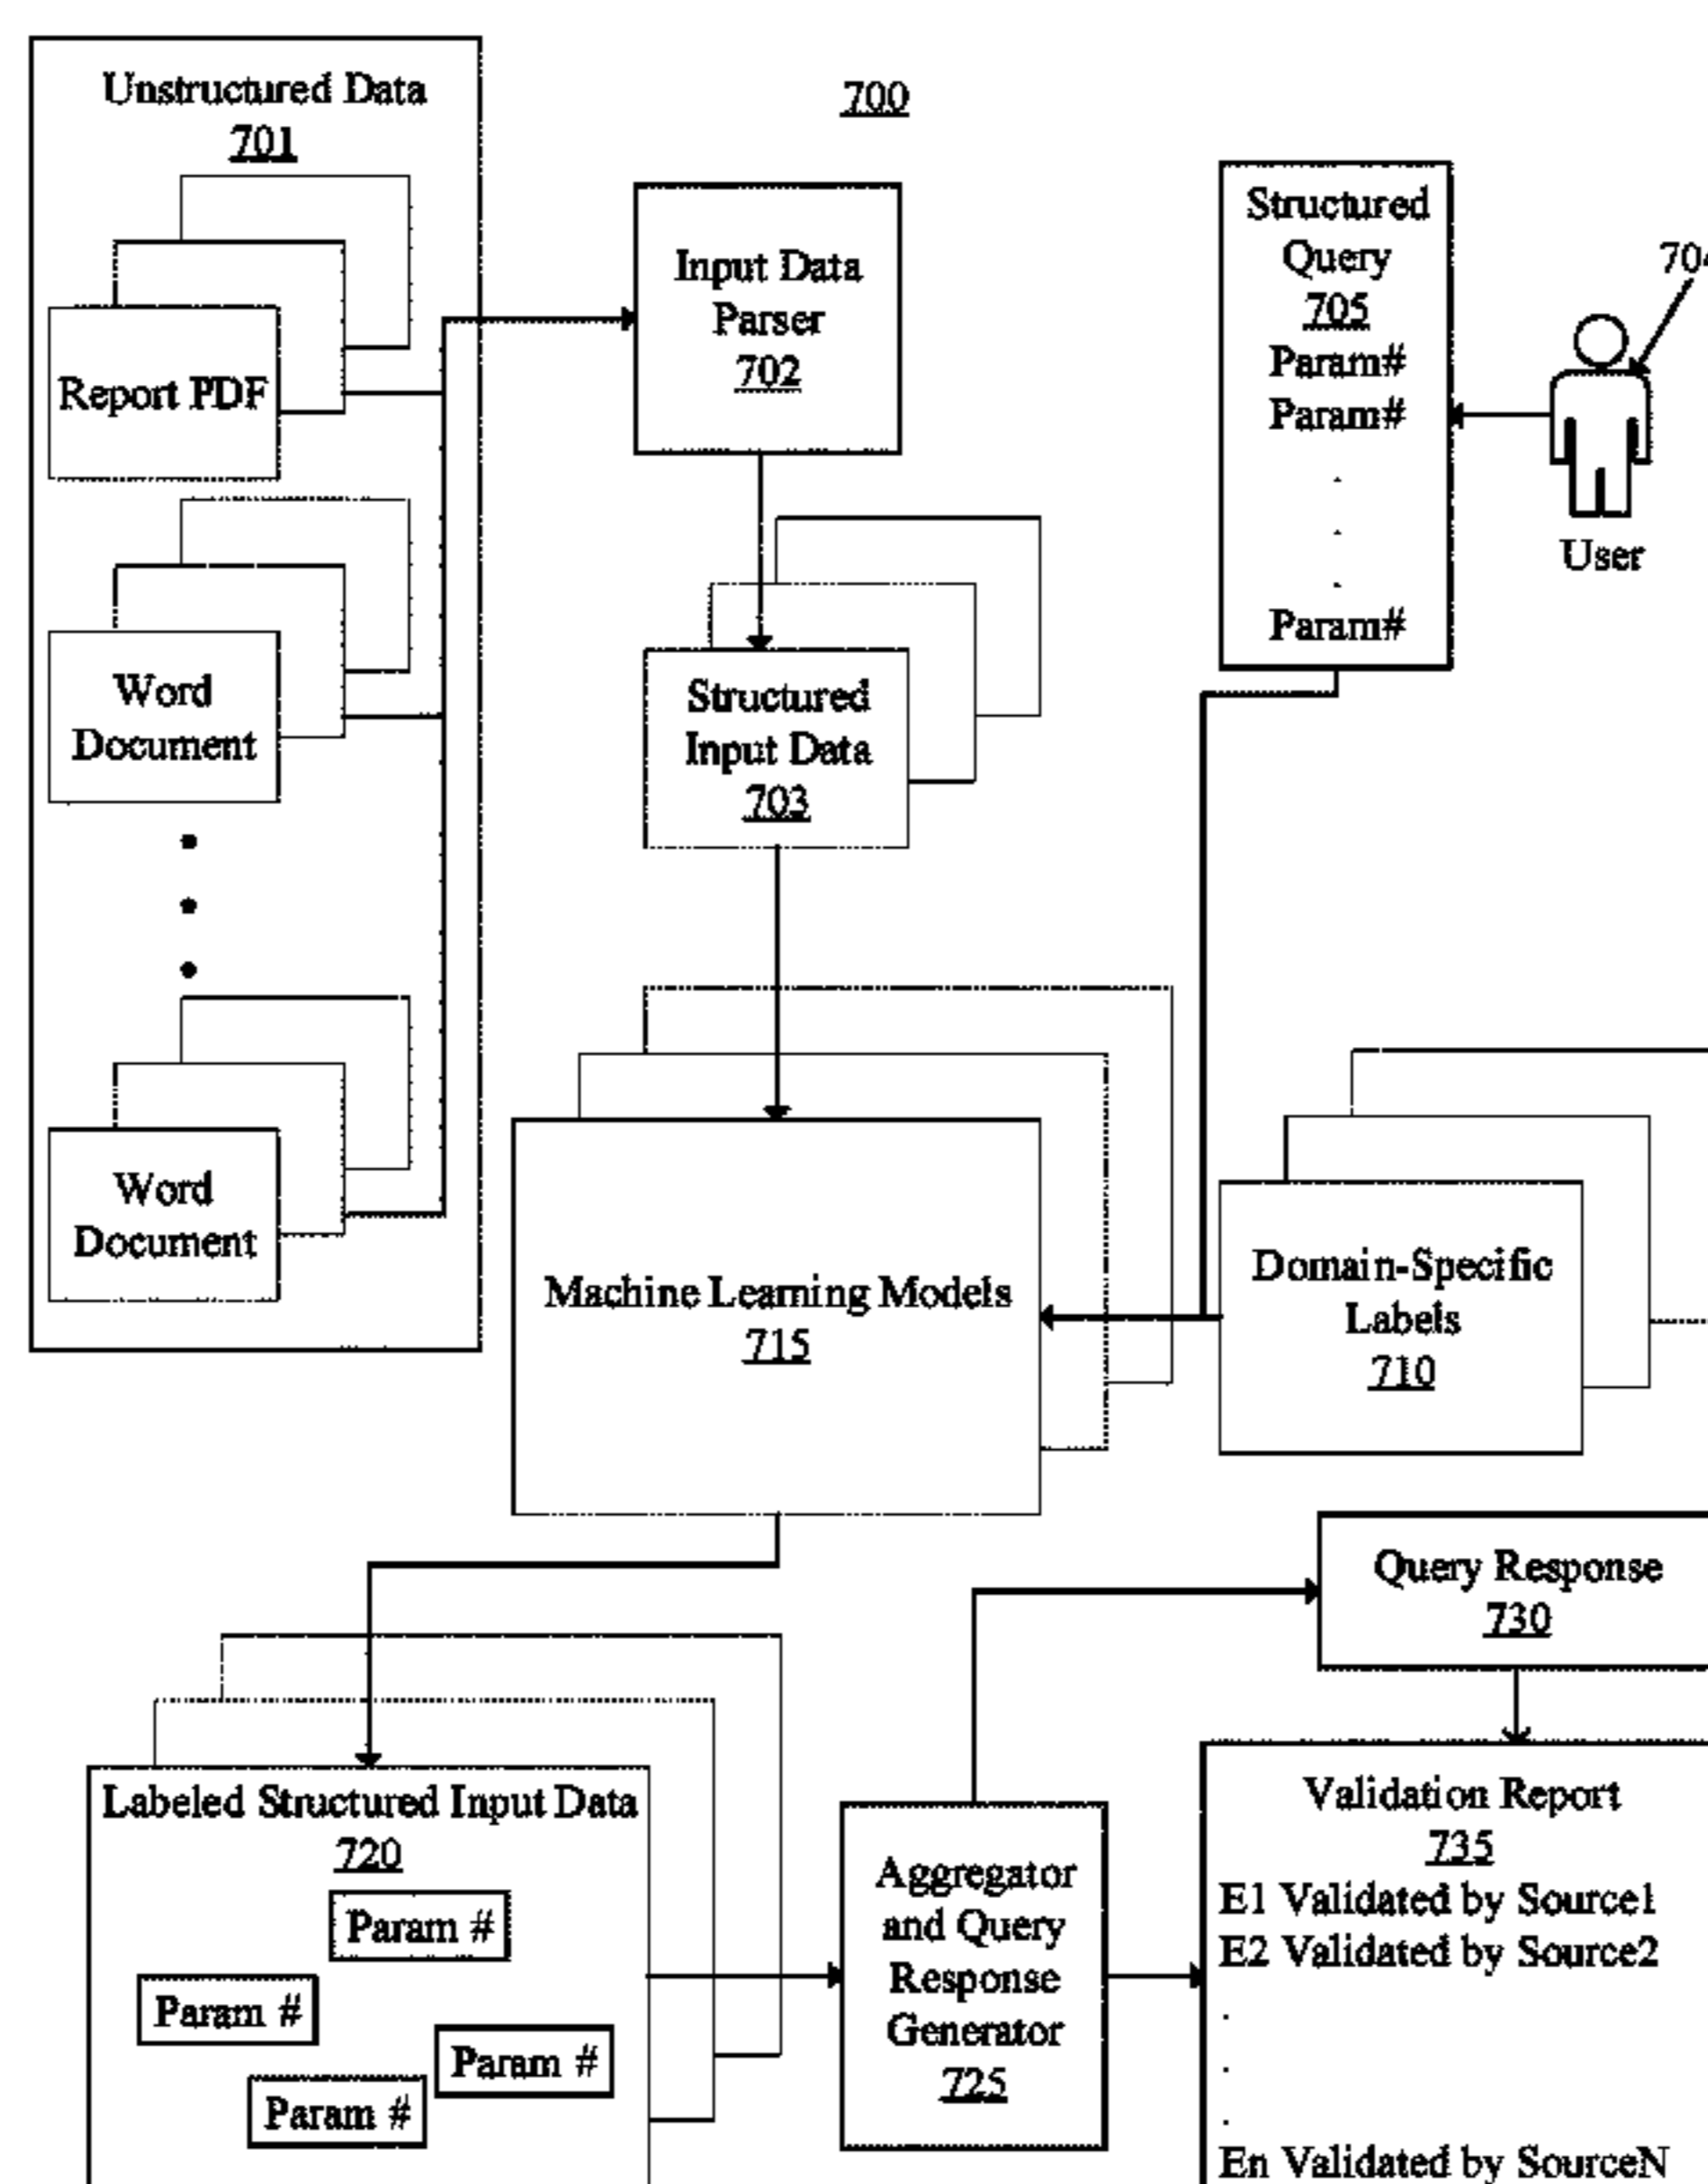 Unstructured Data
701
Report PDF
Word
Document
Word
Document
700
Input Data
Parser
702
Structured
Input Data
703
Structured
Query
705
Param#
Param#
.
.
.
Param#
User
Machine Learning Models
715
Domain-Specific
Labels
710
Labeled Structured Input Data
720
Param #
Param #
Param #
Param #
Aggregator
and Query
Response
Generator
725
Query Response
730
Validation Report
735
E1 Validated by Source1
E2 Validated by Source2
.
.
.
En Validated by SourceN